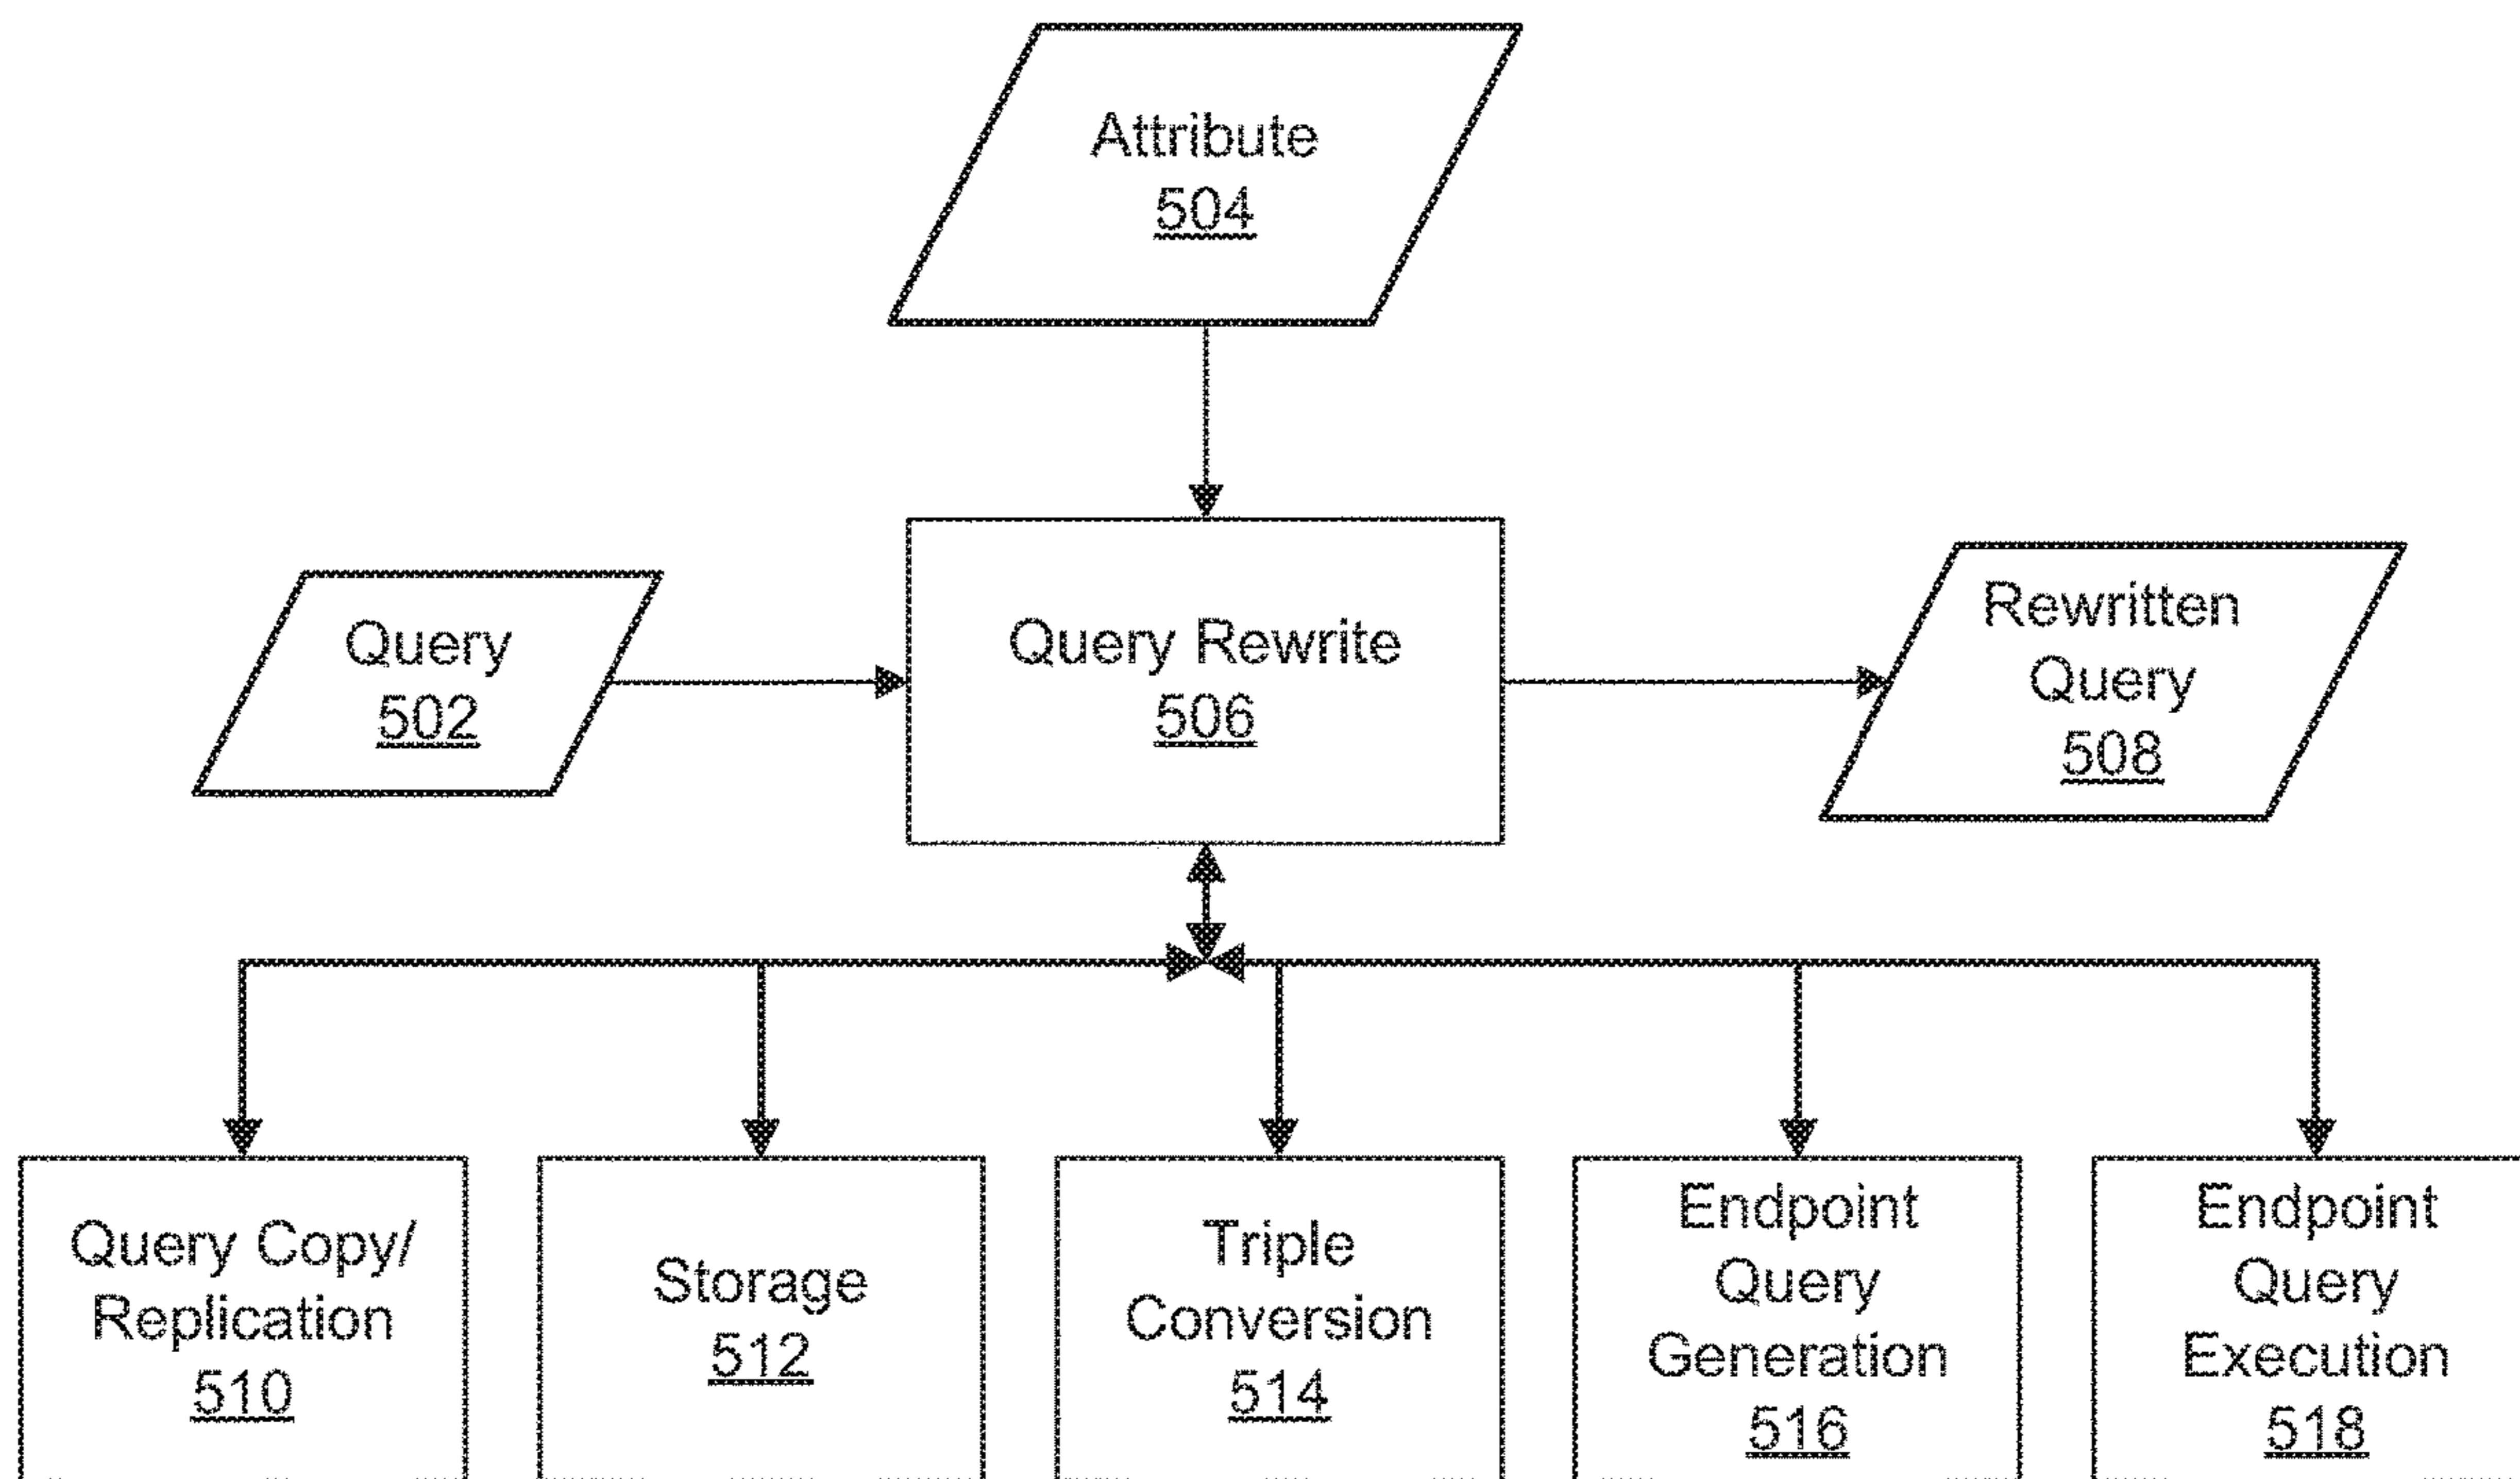 Attribute
504
Query
502
Query Rewrite
506
Rewritten
Query
508
Query Copy/
Replication
510
Storage
512
Triple
Conversion
514
Endpoint
Query
Generation
516
Endpoint
Query
Execution
518